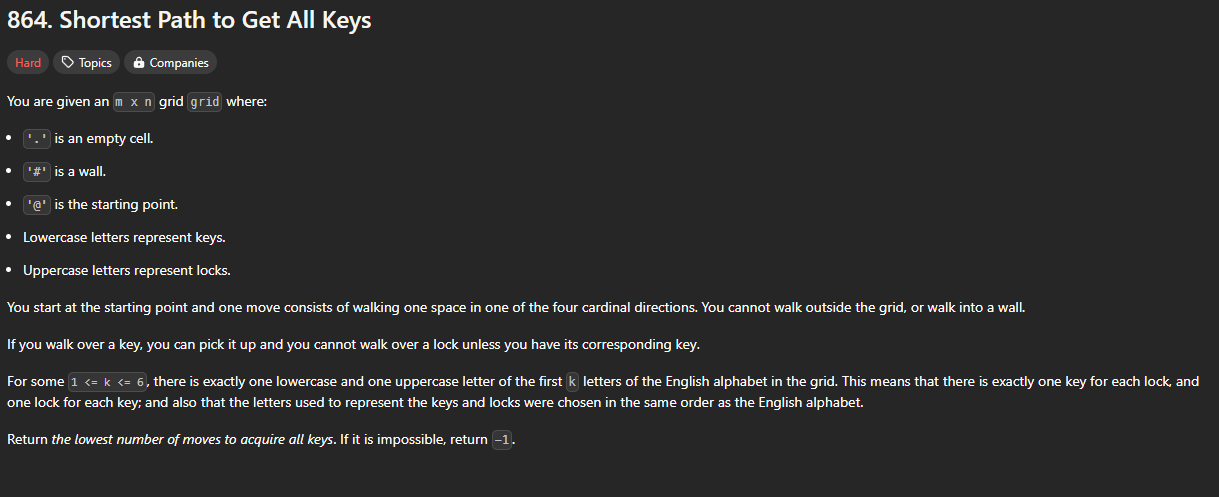 864. Shortest Path to Get All Keys
Hard Topics Companies
You are given an m x n grid grid where:
• '.' is an empty cell.
• '#' is a wall.
• '@' is the starting point.
• Lowercase letters represent keys.
• Uppercase letters represent locks.
You start at the starting point and one move consists of walking one space in one of the four cardinal directions. You cannot walk outside the grid, or walk into a wall.
If you walk over a key, you can pick it up and you cannot walk over a lock unless you have its corresponding key.
For some 1 <= k <= 6, there is exactly one lowercase and one uppercase letter of the first k letters of the English alphabet in the grid. This means that there is exactly one key for each lock, and
one lock for each key; and also that the letters used to represent the keys and locks were chosen in the same order as the English alphabet.
Return the lowest number of moves to acquire all keys. If it is impossible, return -1.